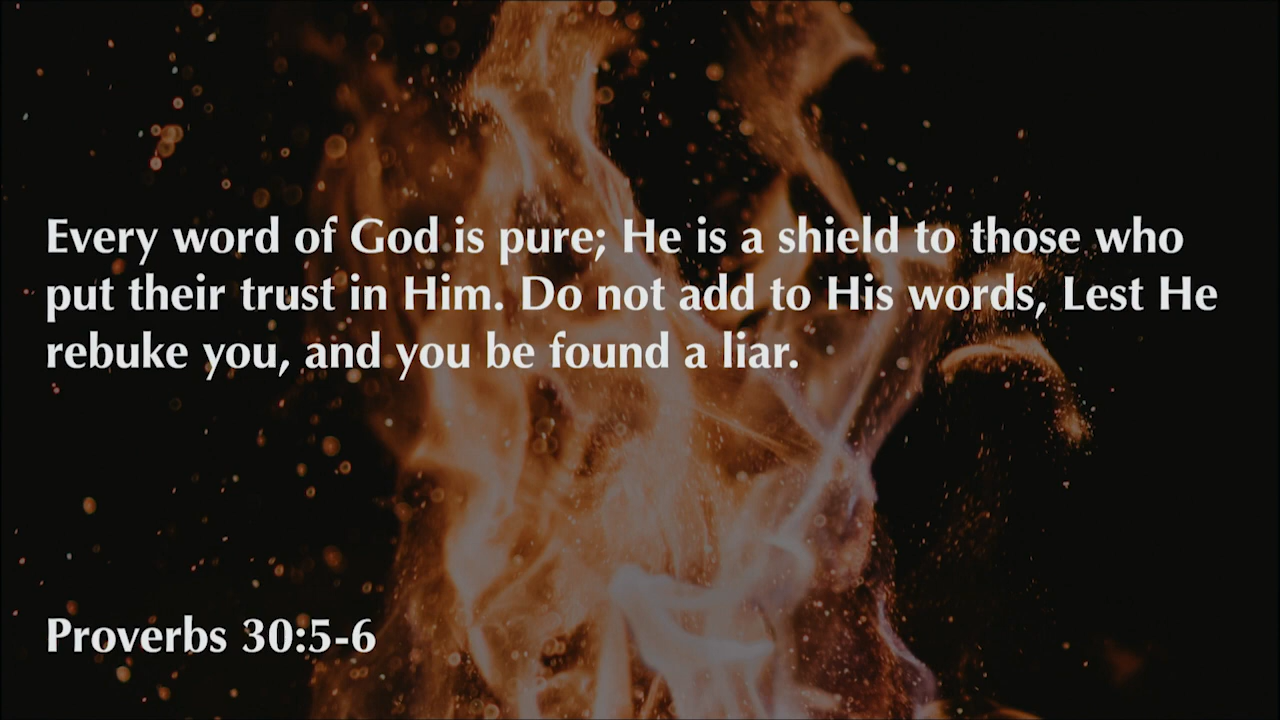 Every word of God is pure; He is a shield to those who
put their trust in Him. Do not add to His words, Lest He
rebuke you, and you be found a liar.
Proverbs 30:5-6